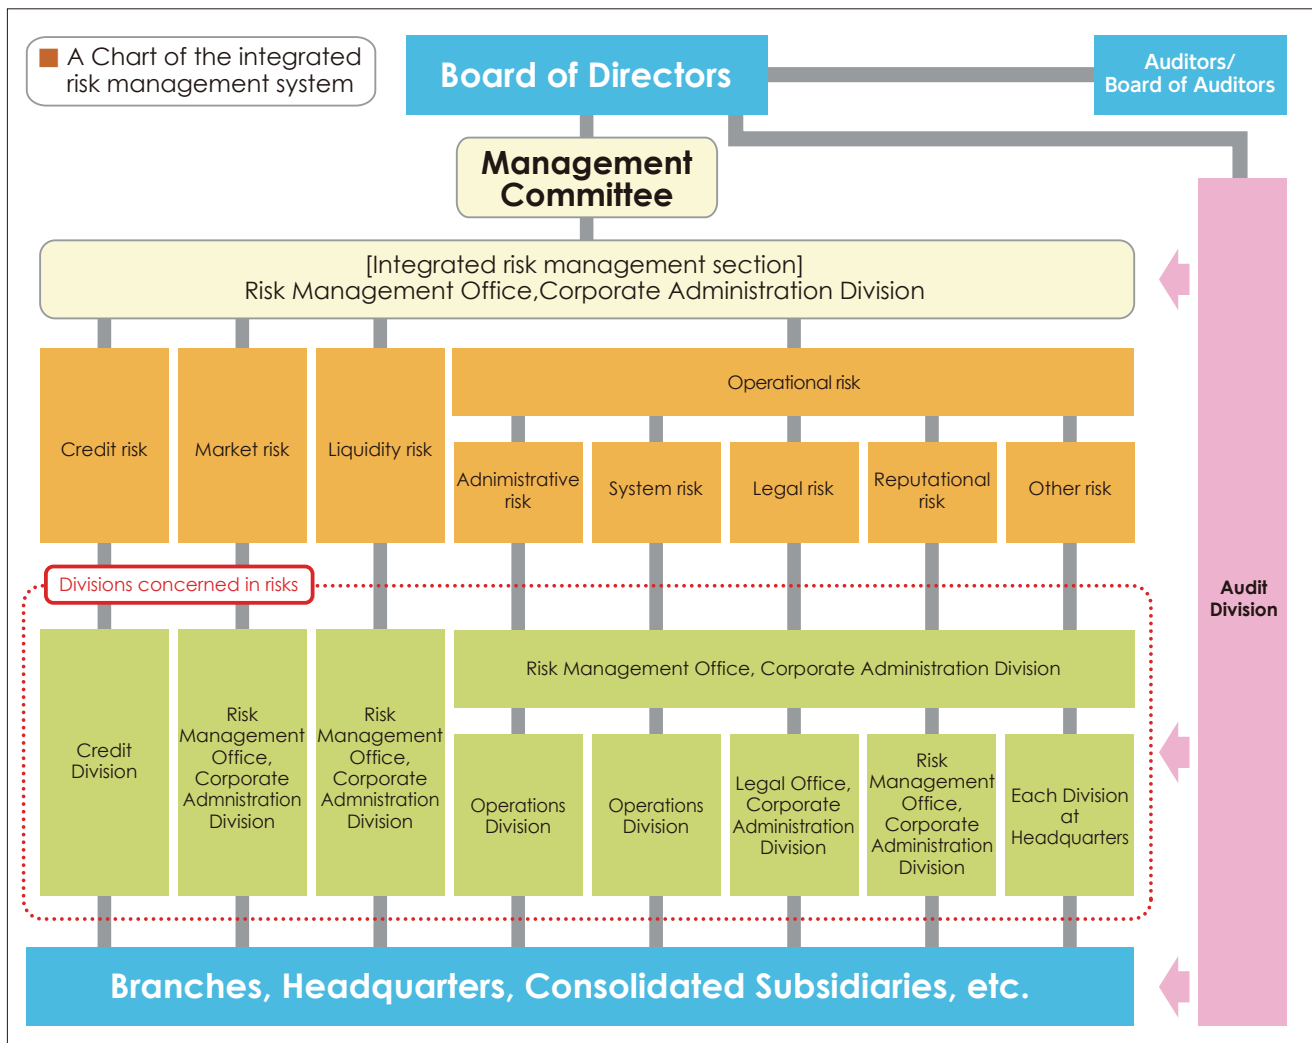 A Chart of the integrated
risk management system
Board of Directors
Auditors/
Board of Auditors
Management
Committee
[Integrated risk management section]
Risk Management Office,Corporate Administration Division
Credit risk
Market risk
Liquidity risk
Operational risk
Adnimistrative
risk
System risk
Legal risk
Reputational
risk
Other risk
Divisions concerned in risks
Credit
Division
Risk
Management
Office,
Corporate
Admnistration
Division
Risk
Management
Office,
Corporate
Admnistration
Division
Risk Management Office, Corporate Administration Division
Operations
Division
Operations
Division
Legal Office,
Corporate
Administration
Division
Risk
Management
Office,
Corporate
Administration
Division
Each Division
at
Headquarters
Audit
Division
Branches, Headquarters, Consolidated Subsidiaries, etc.